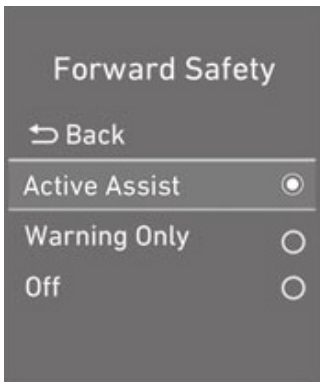 Forward Safety
Back
Active Assist
Warning Only
Off